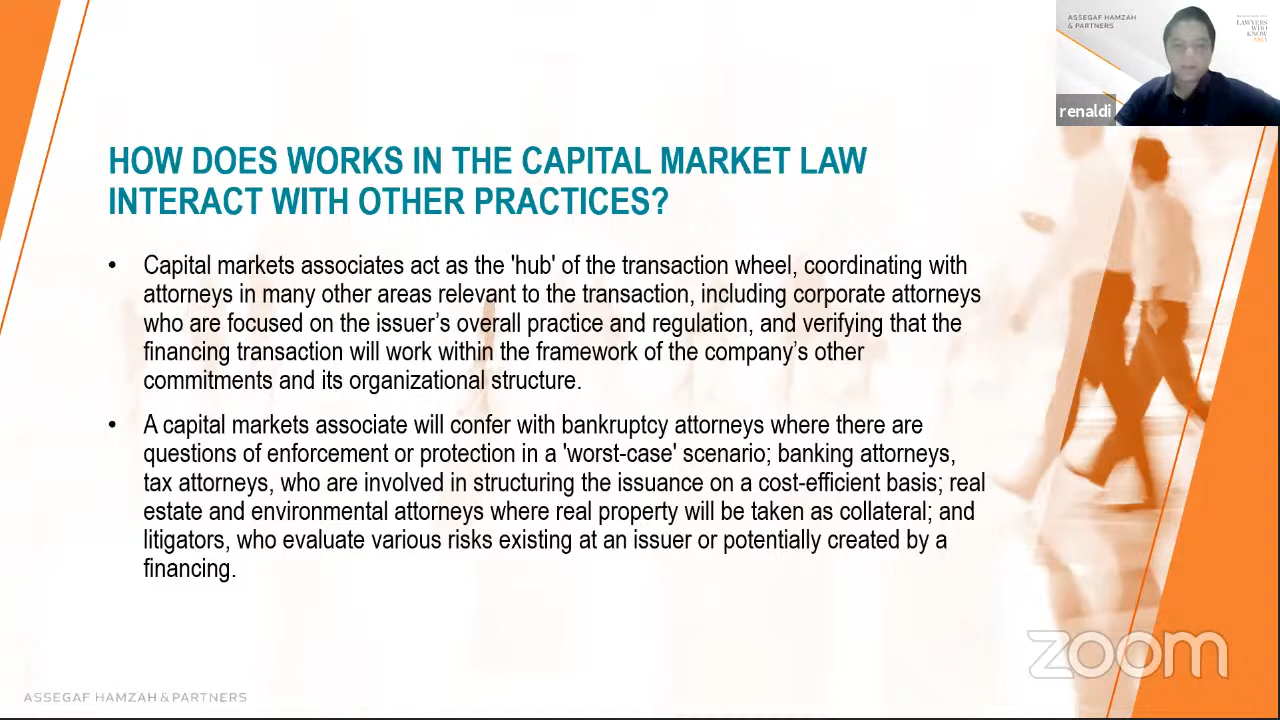 ASSEGAF HAMZAH
& PARTNERS
LAWYERS
WHO
KNOW
ASIA
renaldi
HOW DOES WORKS IN THE CAPITAL MARKET LAW
INTERACT WITH OTHER PRACTICES?
• Capital markets associates act as the 'hub' of the transaction wheel, coordinating with
attorneys in many other areas relevant to the transaction, including corporate attorneys
who are focused on the issuer’s overall practice and regulation, and verifying that the
financing transaction will work within the framework of the company’s other
commitments and its organizational structure.
• A capital markets associate will confer with bankruptcy attorneys where there are
questions of enforcement or protection in a 'worst-case' scenario; banking attorneys,
tax attorneys, who are involved in structuring the issuance on a cost-efficient basis; real
estate and environmental attorneys where real property will be taken as collateral; and
litigators, who evaluate various risks existing at an issuer or potentially created by a
financing.
zoom
ASSEGAF HAMZAH & PARTNERS